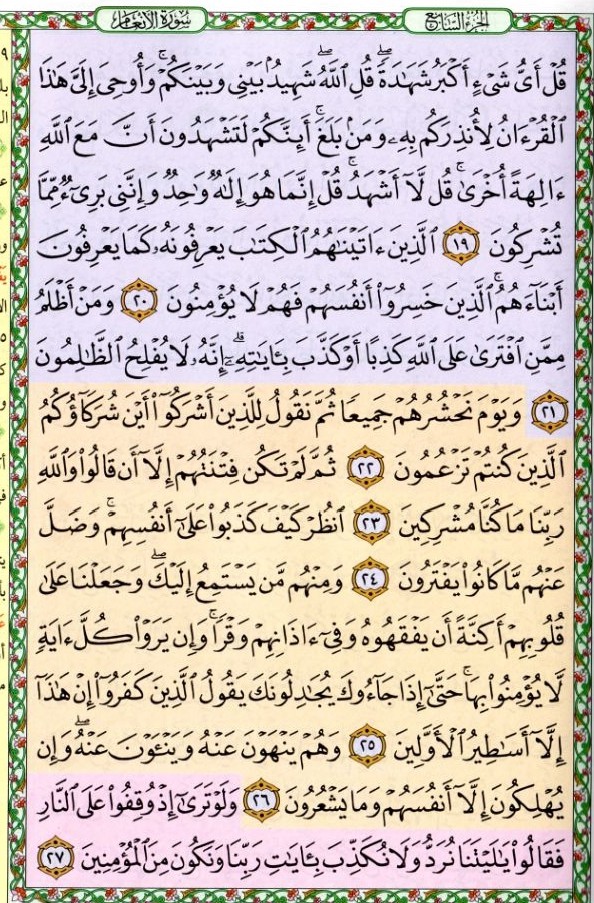 الجزء السابع
سورة الأنعام
قُلْ أَىُّ شَىْءٍ أَكْبَرُ شَهَٰدَةً ۖ قُلِ ٱللَّهُ ۖ شَهِيدٌۢ بَيْنِى وَبَيْنَكُمْ ۚ وَأُوحِىَ إِلَىَّ هَٰذَا
ٱلْقُرْءَانُ لِأُنذِرَكُم بِهِۦ وَمَنۢ بَلَغَ ۚ أَئِنَّكُمْ لَتَشْهَدُونَ أَنَّ مَعَ ٱللَّهِ
ءَالِهَةً أُخْرَىٰ ۚ قُل لَّآ أَشْهَدُ ۚ قُلْ إِنَّمَا هُوَ إِلَٰهٌ وَٰحِدٌ وَإِنَّنِى بَرِىٓءٌ مِّمَّا
تُشْرِكُونَ ١٩ ٱلَّذِينَ ءَاتَيْنَٰهُمُ ٱلْكِتَٰبَ يَعْرِفُونَهُۥ كَمَا يَعْرِفُونَ
أَبْنَآءَهُمُ ۘ ٱلَّذِينَ خَسِرُوٓا۟ أَنفُسَهُمْ فَهُمْ لَا يُؤْمِنُونَ ٢٠ وَمَنْ أَظْلَمُ
مِمَّنِ ٱفْتَرَىٰ عَلَى ٱللَّهِ كَذِبًا أَوْ كَذَّبَ بِـَٔايَٰتِهِۦٓ ۗ إِنَّهُۥ لَا يُفْلِحُ ٱلظَّٰلِمُونَ
٢١ وَيَوْمَ نَحْشُرُهُمْ جَمِيعًا ثُمَّ نَقُولُ لِلَّذِينَ أَشْرَكُوٓا۟ أَيْنَ شُرَكَآؤُكُمُ
ٱلَّذِينَ كُنتُمْ تَزْعُمُونَ ٢٢ ثُمَّ لَمْ تَكُن فِتْنَتُهُمْ إِلَّآ أَن قَالُوا۟ وَٱللَّهِ
رَبِّنَا مَا كُنَّا مُشْرِكِينَ ٢٣ ٱنظُرْ كَيْفَ كَذَبُوا۟ عَلَىٰٓ أَنفُسِهِمْ ۚ وَضَلَّ
عَنْهُم مَّا كَانُوا۟ يَفْتَرُونَ ٢٤ وَمِنْهُم مَّن يَسْتَمِعُ إِلَيْكَ ۖ وَجَعَلْنَا عَلَىٰ
قُلُوبِهِمْ أَكِنَّةً أَن يَفْقَهُوهُ وَفِىٓ ءَاذَانِهِمْ وَقْرًا ۚ وَإِن يَرَوْا۟ كُلَّ ءَايَةٍ
لَّا يُؤْمِنُوا۟ بِهَا ۚ حَتَّىٰٓ إِذَا جَآءُوكَ يُجَٰدِلُونَكَ يَقُولُ ٱلَّذِينَ كَفَرُوٓا۟ إِنْ هَٰذَآ
إِلَّآ أَسَٰطِيرُ ٱلْأَوَّلِينَ ٢٥ وَهُمْ يَنْهَوْنَ عَنْهُ وَيَنْـَٔوْنَ عَنْهُ ۖ وَإِن
يُهْلِكُونَ إِلَّآ أَنفُسَهُمْ وَمَا يَشْعُرُونَ ٢٦ وَلَوْ تَرَىٰٓ إِذْ وُقِفُوا۟ عَلَى ٱلنَّارِ
فَقَالُوا۟ يَٰلَيْتَنَا نُرَدُّ وَلَا نُكَذِّبَ بِـَٔايَٰتِ رَبِّنَا وَنَكُونَ مِنَ ٱلْمُؤْمِنِينَ ٢٧